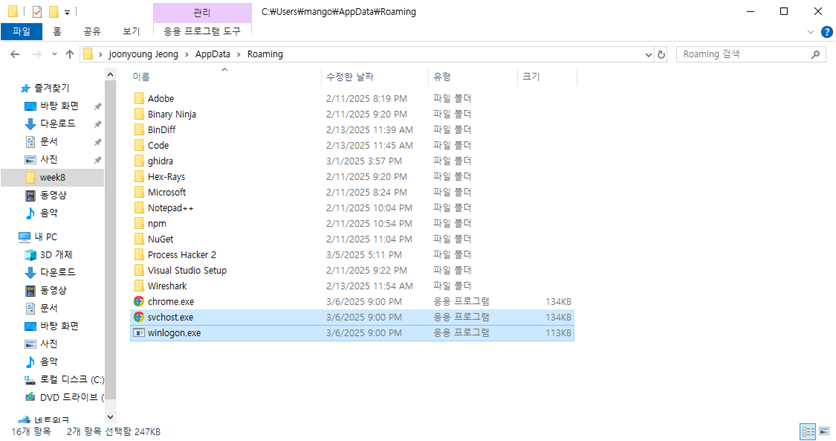 관리
C:₩Users₩mango₩AppData₩Roaming
파일 홈 공유 보기 응용 프로그램 도구
joonyoung Jeong > AppData > Roaming
Roaming 검색
이름 수정한 날짜 유형 크기
즐겨찾기
바탕 화면
다운로드
문서
사진
week8
동영상
음악
내 PC
3D 개체
다운로드
동영상
문서
바탕 화면
사진
음악
로컬 디스크 (C:)
DVD 드라이브 (
네트워크
Adobe 2/11/2025 8:19 PM 파일 폴더
Binary Ninja 2/11/2025 9:20 PM 파일 폴더
BinDiff 2/13/2025 11:39 AM 파일 폴더
Code 2/13/2025 11:45 AM 파일 폴더
ghidra 3/1/2025 3:57 PM 파일 폴더
Hex-Rays 2/11/2025 9:20 PM 파일 폴더
Microsoft 2/11/2025 8:24 PM 파일 폴더
Notepad++ 2/11/2025 10:04 PM 파일 폴더
npm 2/11/2025 10:54 PM 파일 폴더
NuGet 2/11/2025 11:04 PM 파일 폴더
Process Hacker 2 3/5/2025 5:11 PM 파일 폴더
Visual Studio Setup 2/11/2025 9:22 PM 파일 폴더
Wireshark 2/13/2025 11:54 AM 파일 폴더
chrome.exe 3/6/2025 9:00 PM 응용 프로그램 134KB
svchost.exe 3/6/2025 9:00 PM 응용 프로그램 134KB
winlogon.exe 3/6/2025 9:00 PM 응용 프로그램 113KB
16개 항목 2개 항목 선택함 247KB